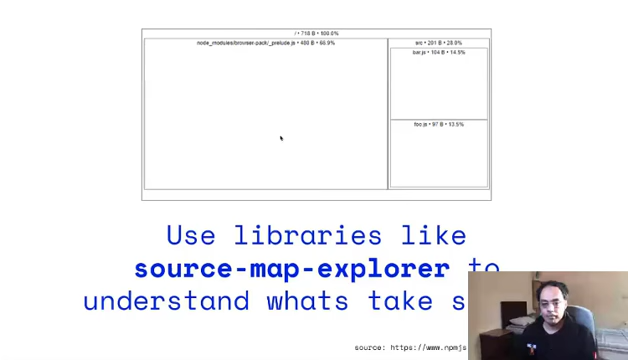 / • 718 B • 100.0%
node_modules/browser-pack/_prelude.js • 480 B • 66.9%
src • 201 B • 28.0%
bar.js • 104 B • 14.5%
foo.js • 97 B • 13.5%
Use libraries like
source-map-explorer to
understand whats take
source: https://www.npmjs